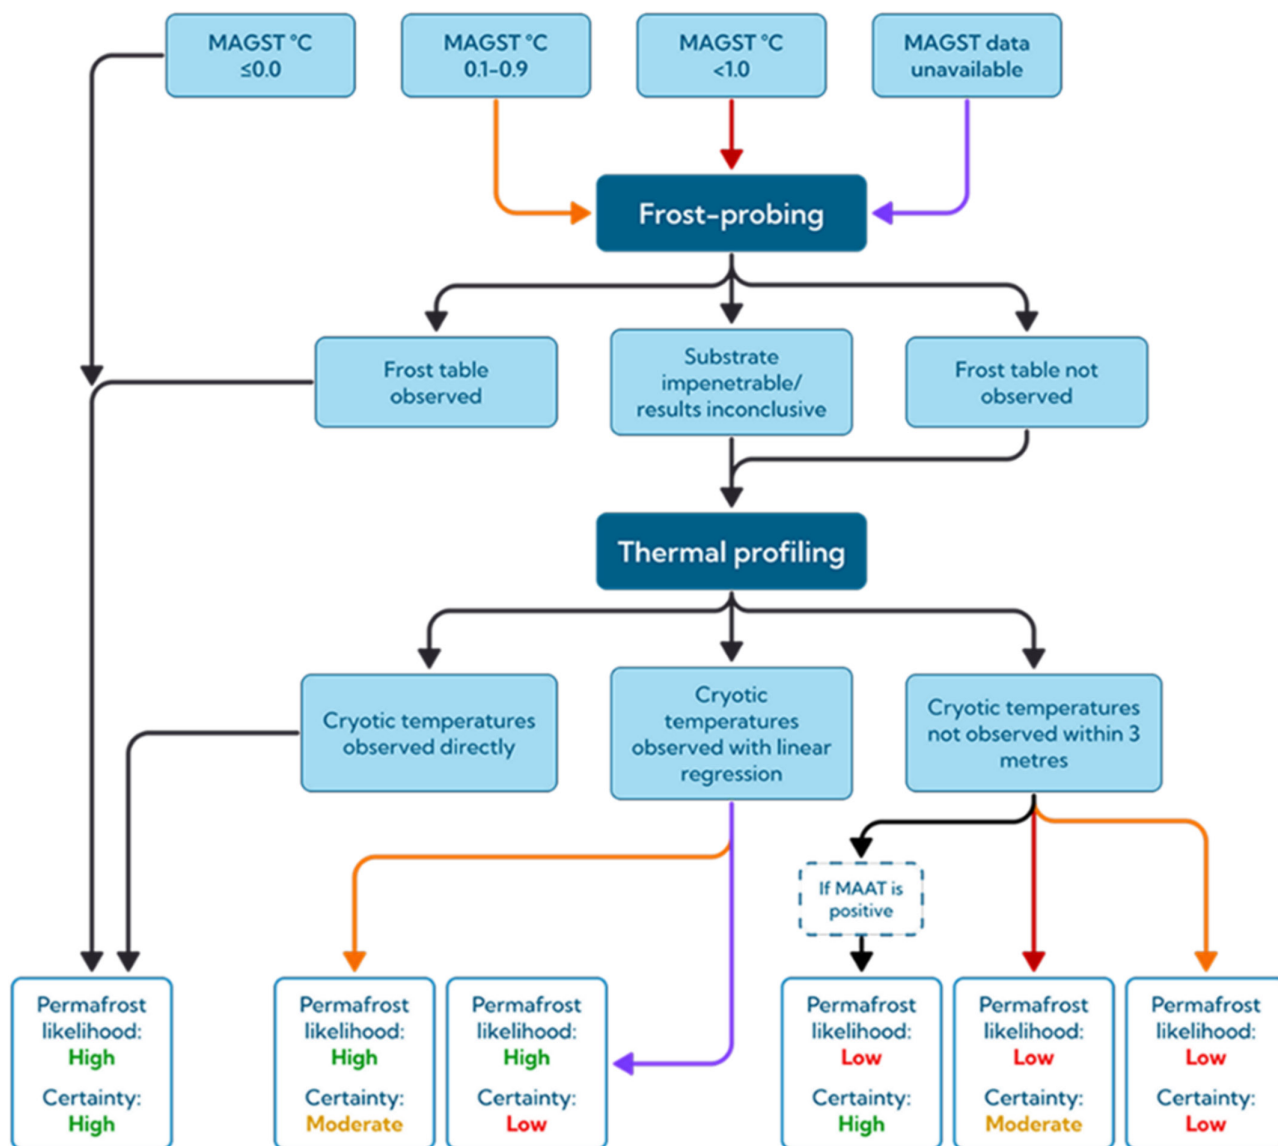 MAGST °C
≤0.0
MAGST °C
0.1-0.9
MAGST °C
<1.0
MAGST data
unavailable
Frost-probing
Frost table
observed
Substrate
impenetrable/
results inconclusive
Frost table not
observed
Thermal profiling
Cryotic temperatures
observed directly
Cryotic
temperatures
observed with linear
regression
Cryotic temperatures
not observed within 3
metres
If MAAT is
positive
Permafrost
likelihood:
High
Certainty:
High
Permafrost
likelihood:
High
Certainty:
Moderate
Permafrost
likelihood:
High
Certainty:
Low
Permafrost
likelihood:
Low
Certainty:
High
Permafrost
likelihood:
Low
Certainty:
Moderate
Permafrost
likelihood:
Low
Certainty:
Low